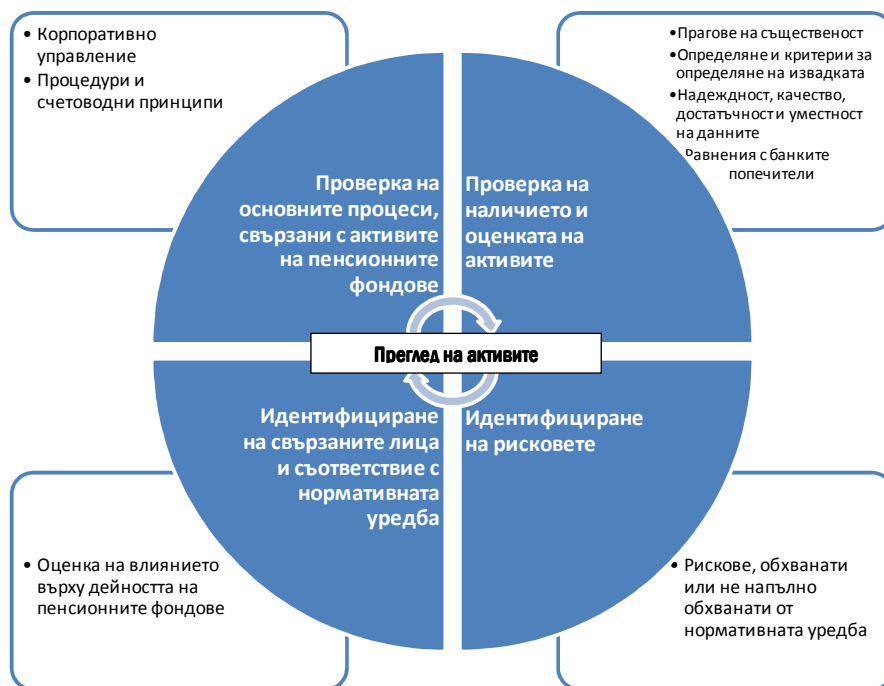 • Корпоративно
управление
• Процедури и
счетоводни принципи
•Прагове на същественост
•Определяне и критерии за
определяне на извадката
•Надеждност, качество,
достатъчност и уместност
на данните
Равнения с банките
попечители
Проверка на
основните процеси,
свързани с активите
на пенсионните
фондове
Проверка на
наличието и
оценката на
активите
Преглед на активите
Идентифициране
на свързаните лица
и съответствие с
нормативната
уредба
Идентифициране
на рисковете
• Оценка на влиянието
върху дейността на
пенсионните фондове
• Рискове, обхванати
или не напълно
обхванати от
нормативната уредба